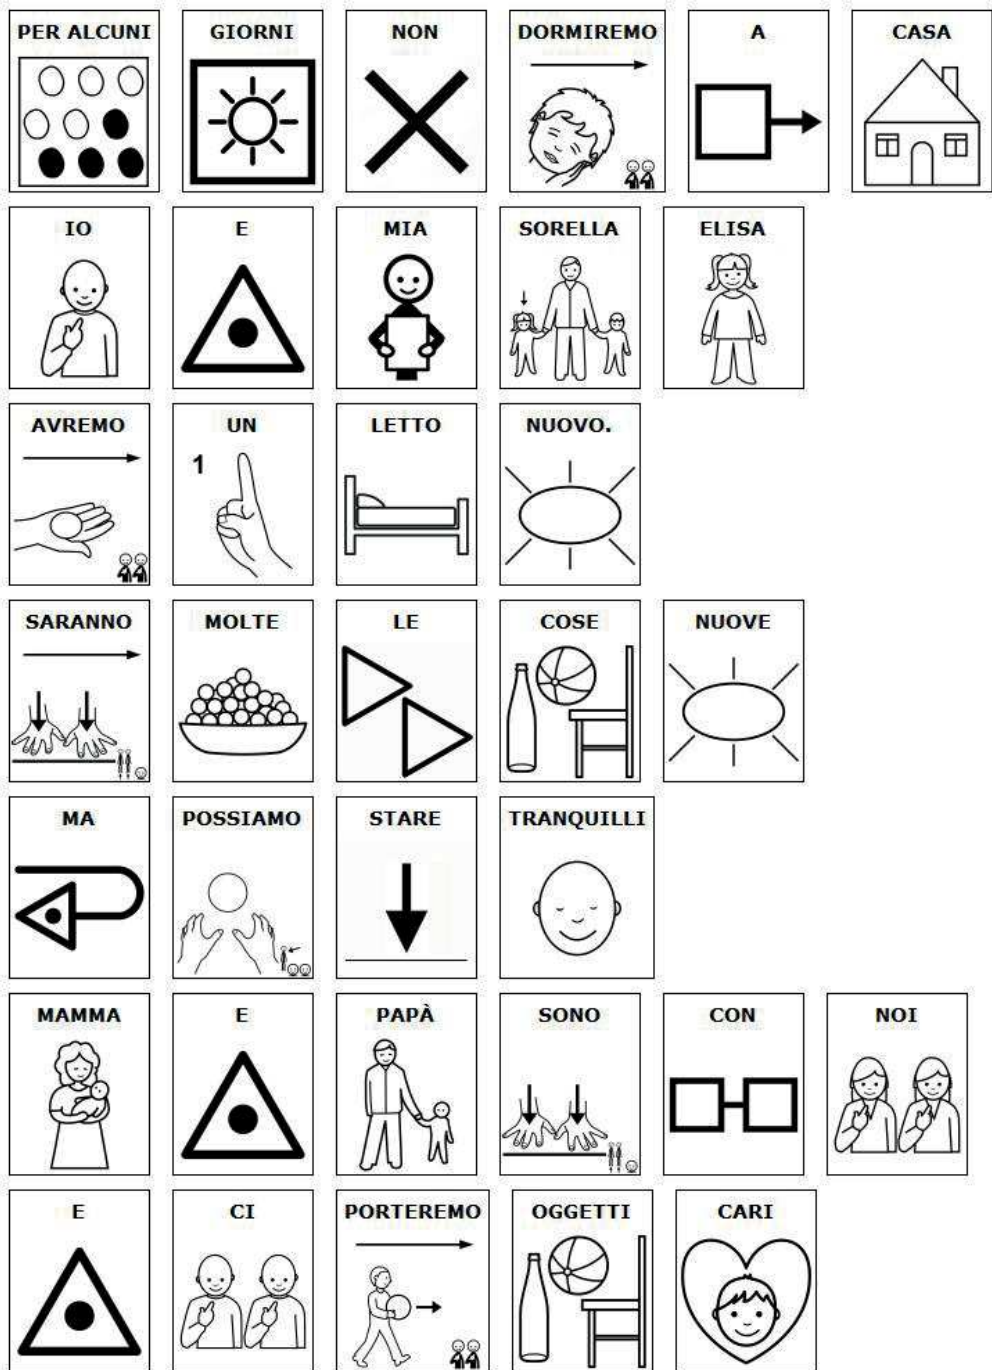 PER ALCUNI GIORNI NON DORMIREMO A CASA
IO E MIA SORELLA ELISA
AVREMO UN LETTO NUOVO.
1
SARANNO MOLTE LE COSE NUOVE
MA POSSIAMO STARE TRANQUILLI
MAMMA E PAPÀ SONO CON NOI
E CI PORTEREMO OGGETTI CARI